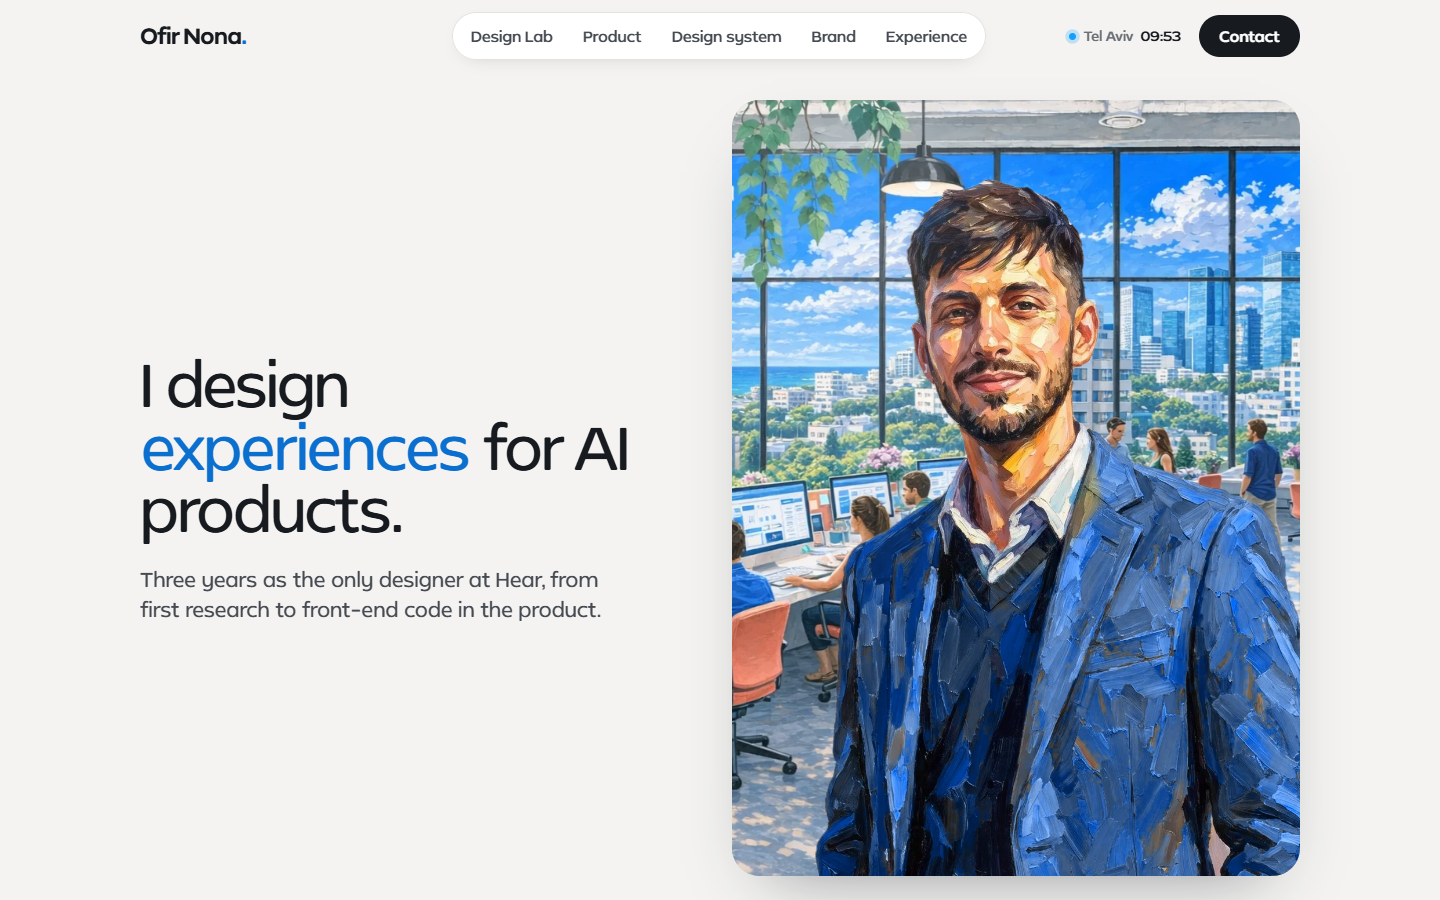 Ofir Nona.
Design Lab Product Design system Brand Experience
Tel Aviv 09:53
Contact
I design
experiences for AI
products.
Three years as the only designer at Hear, from
first research to front-end code in the product.